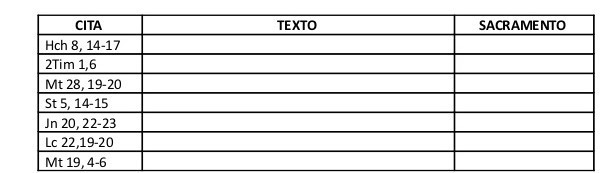 CITA TEXTO SACRAMENTO
Hch 8, 14-17
2Tim 1,6
Mt 28, 19-20
St 5, 14-15
Jn 20, 22-23
Lc 22,19-20
Mt 19, 4-6